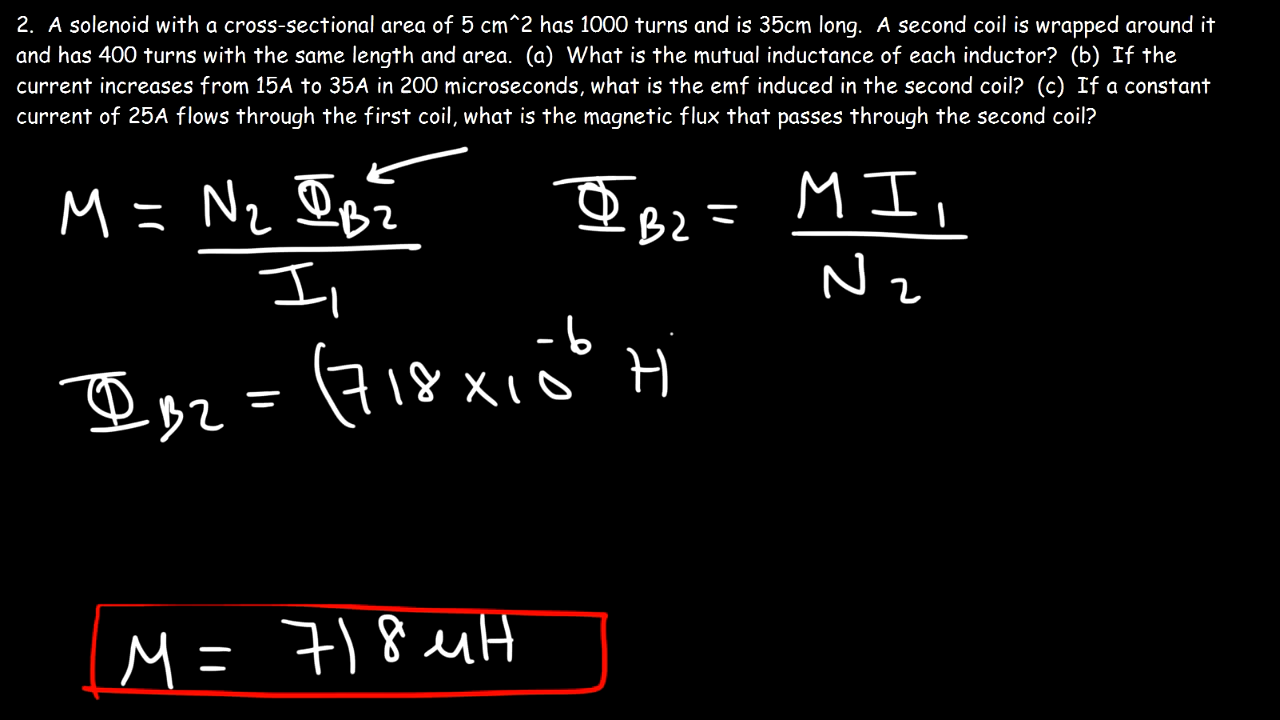 2. A solenoid with a cross-sectional area of 5 cm^2 has 1000 turns and is 35cm long. A second coil is wrapped around it
and has 400 turns with the same length and area. (a) What is the mutual inductance of each inductor? (b) If the
current increases from 15A to 35A in 200 microseconds, what is the emf induced in the second coil? (c) If a constant
current of 25A flows through the first coil, what is the magnetic flux that passes through the second coil?
M = N₂ Φ_B2 / I₁    Φ_B2 = M I₁ / N₂
Φ_B2 = (718 × 10⁻⁶ H
M = 718 μH